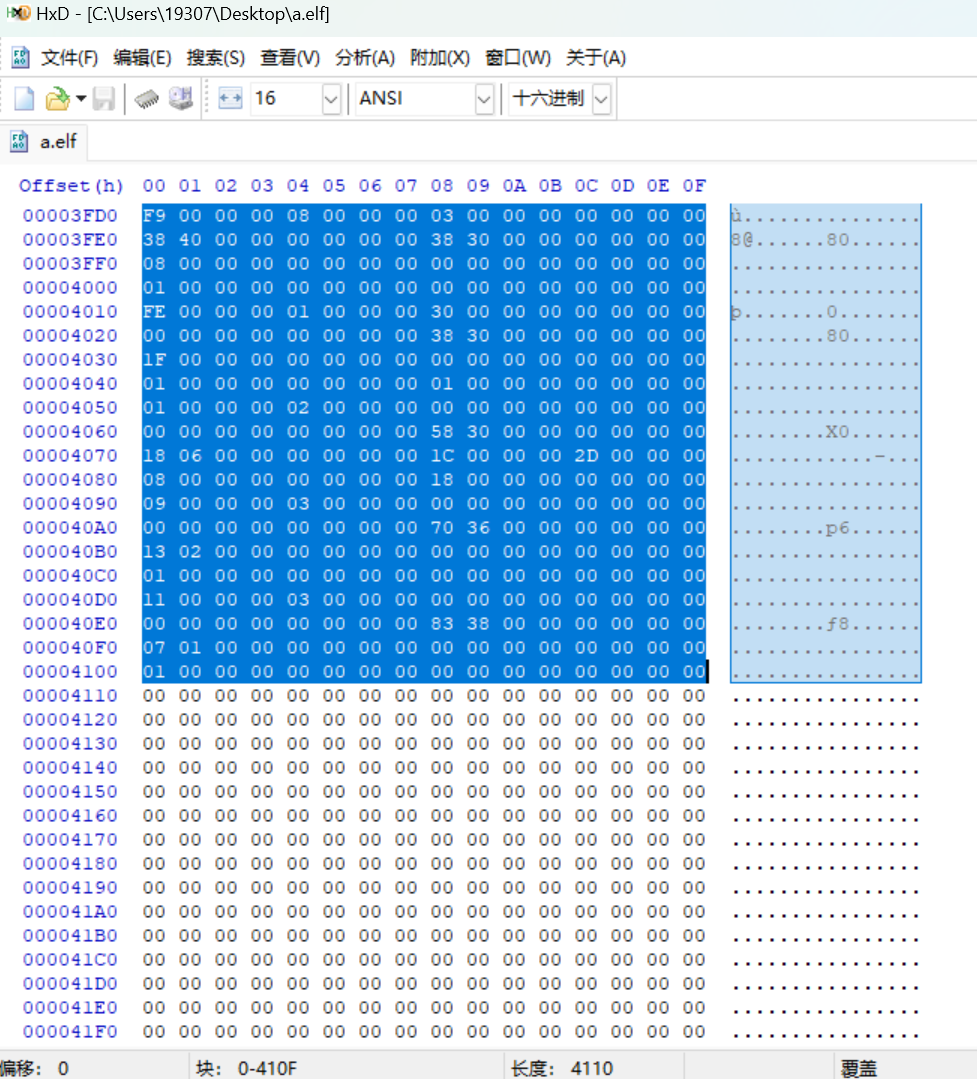 HxD - [C:\Users\19307\Desktop\a.elf]
文件(F) 编辑(E) 搜索(S) 查看(V) 分析(A) 附加(X) 窗口(W) 关于(A)
16 ANSI 十六进制
a.elf
Offset(h) 00 01 02 03 04 05 06 07 08 09 0A 0B 0C 0D 0E 0F
00003FD0 F9 00 00 00 08 00 00 00 03 00 00 00 00 00 00 00 ù...............
00003FE0 38 40 00 00 00 00 00 00 38 30 00 00 00 00 00 00 8@......80......
00003FF0 08 00 00 00 00 00 00 00 00 00 00 00 00 00 00 00 ................
00004000 01 00 00 00 00 00 00 00 00 00 00 00 00 00 00 00 ................
00004010 FE 00 00 00 01 00 00 00 30 00 00 00 00 00 00 00 þ.......0.......
00004020 00 00 00 00 00 00 00 00 38 30 00 00 00 00 00 00 ........80......
00004030 1F 00 00 00 00 00 00 00 00 00 00 00 00 00 00 00 ................
00004040 01 00 00 00 00 00 00 00 01 00 00 00 00 00 00 00 ................
00004050 01 00 00 00 02 00 00 00 00 00 00 00 00 00 00 00 ................
00004060 00 00 00 00 00 00 00 00 58 30 00 00 00 00 00 00 ........X0......
00004070 18 06 00 00 00 00 00 00 1C 00 00 00 2D 00 00 00 ............-...
00004080 08 00 00 00 00 00 00 00 18 00 00 00 00 00 00 00 ................
00004090 09 00 00 00 03 00 00 00 00 00 00 00 00 00 00 00 ................
000040A0 00 00 00 00 00 00 00 00 70 36 00 00 00 00 00 00 ........p6......
000040B0 13 02 00 00 00 00 00 00 00 00 00 00 00 00 00 00 ................
000040C0 01 00 00 00 00 00 00 00 00 00 00 00 00 00 00 00 ................
000040D0 11 00 00 00 03 00 00 00 00 00 00 00 00 00 00 00 ................
000040E0 00 00 00 00 00 00 00 00 83 38 00 00 00 00 00 00 ........ƒ8......
000040F0 07 01 00 00 00 00 00 00 00 00 00 00 00 00 00 00 ................
00004100 01 00 00 00 00 00 00 00 00 00 00 00 00 00 00 00 ................
00004110 00 00 00 00 00 00 00 00 00 00 00 00 00 00 00 00 ................
00004120 00 00 00 00 00 00 00 00 00 00 00 00 00 00 00 00 ................
00004130 00 00 00 00 00 00 00 00 00 00 00 00 00 00 00 00 ................
00004140 00 00 00 00 00 00 00 00 00 00 00 00 00 00 00 00 ................
00004150 00 00 00 00 00 00 00 00 00 00 00 00 00 00 00 00 ................
00004160 00 00 00 00 00 00 00 00 00 00 00 00 00 00 00 00 ................
00004170 00 00 00 00 00 00 00 00 00 00 00 00 00 00 00 00 ................
00004180 00 00 00 00 00 00 00 00 00 00 00 00 00 00 00 00 ................
00004190 00 00 00 00 00 00 00 00 00 00 00 00 00 00 00 00 ................
000041A0 00 00 00 00 00 00 00 00 00 00 00 00 00 00 00 00 ................
000041B0 00 00 00 00 00 00 00 00 00 00 00 00 00 00 00 00 ................
000041C0 00 00 00 00 00 00 00 00 00 00 00 00 00 00 00 00 ................
000041D0 00 00 00 00 00 00 00 00 00 00 00 00 00 00 00 00 ................
000041E0 00 00 00 00 00 00 00 00 00 00 00 00 00 00 00 00 ................
000041F0 00 00 00 00 00 00 00 00 00 00 00 00 00 00 00 00 ................
偏移: 0 块: 0-410F 长度: 4110 覆盖